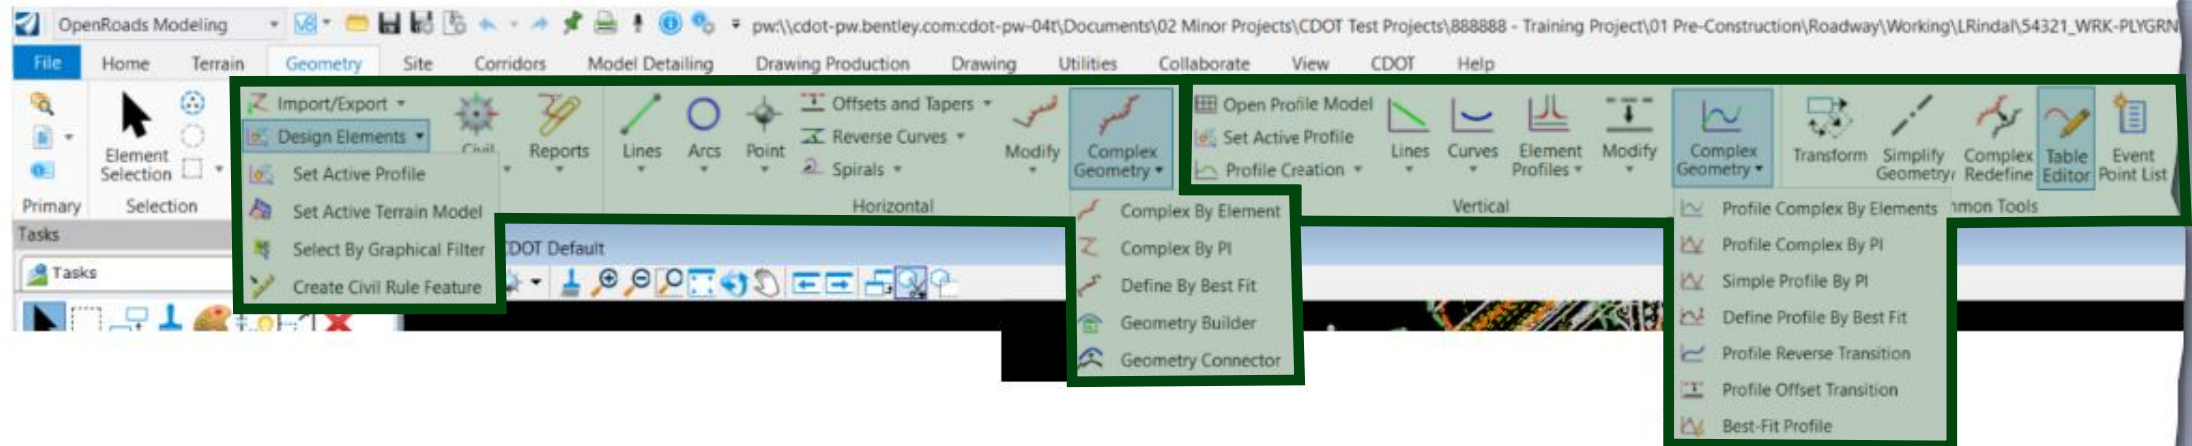 OpenRoads Modeling
pw:\\cdot-pw.bentley.com:cdot-pw-04t\Documents\02 Minor Projects\CDOT Test Projects\888888 - Training Project\01 Pre-Construction\Roadway\Working\LRindal\54321_WRK-PLYGRN
File Home Terrain Geometry Site Corridors Model Detailing Drawing Production Drawing Utilities Collaborate View CDOT Help
Element Selection
Primary
Selection
Import/Export
Design Elements
Set Active Profile
Set Active Terrain Model
Select By Graphical Filter
Create Civil Rule Feature
Civil
Reports
Lines
Arcs
Point
Offsets and Tapers
Reverse Curves
Spirals
Modify
Complex Geometry
Horizontal
Complex By Element
Complex By PI
Define By Best Fit
Geometry Builder
Geometry Connector
Open Profile Model
Set Active Profile
Profile Creation
Lines
Curves
Element Profiles
Modify
Complex Geometry
Vertical
Profile Complex By Elements
Profile Complex By PI
Simple Profile By PI
Define Profile By Best Fit
Profile Reverse Transition
Profile Offset Transition
Best-Fit Profile
Transform
Simplify Geometry
Complex Redefine
Table Editor
Event Point List
mmon Tools
Tasks
Tasks
CDOT Default